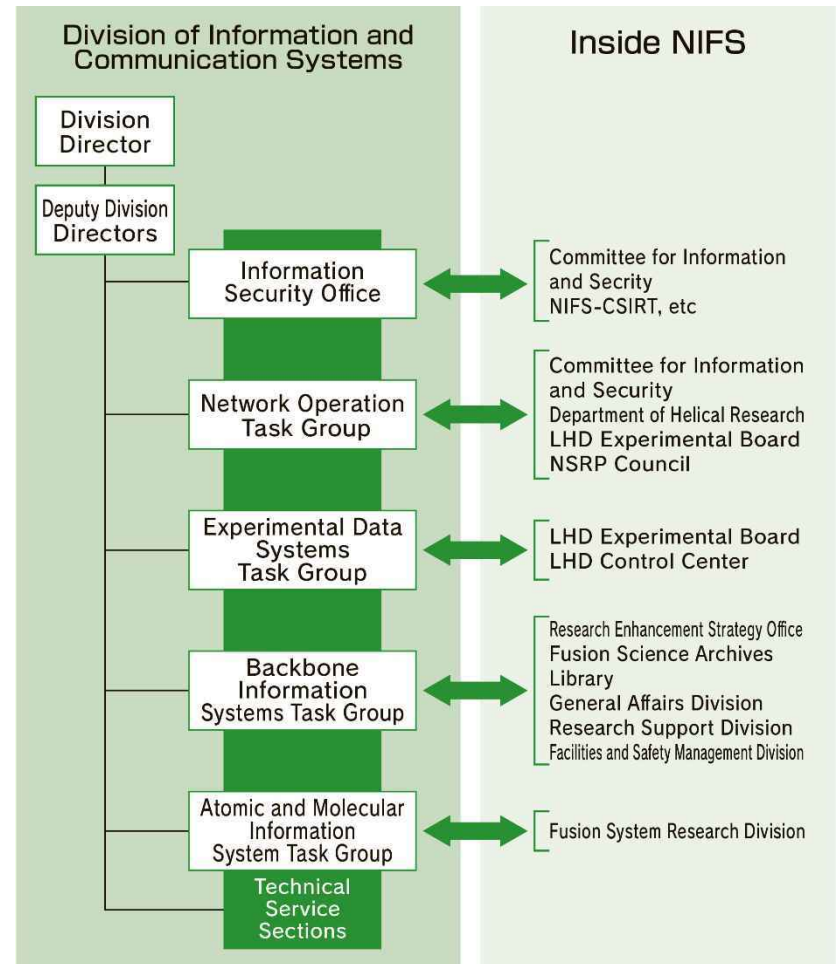 Division of Information and
Communication Systems
Inside NIFS
Division
Director
Deputy Division
Directors
Information
Security Office
Committee for Information
and Secrity
NIFS-CSIRT, etc
Network Operation
Task Group
Committee for Information
and Security
Department of Helical Research
LHD Experimental Board
NSRP Council
Experimental Data
Systems
Task Group
LHD Experimental Board
LHD Control Center
Backbone
Information
Systems Task Group
Research Enhancement Strategy Office
Fusion Science Archives
Library
General Affairs Division
Research Support Division
Facilities and Safety Management Division
Atomic and Molecular
Information
System Task Group
Fusion System Research Division
Technical
Service
Sections